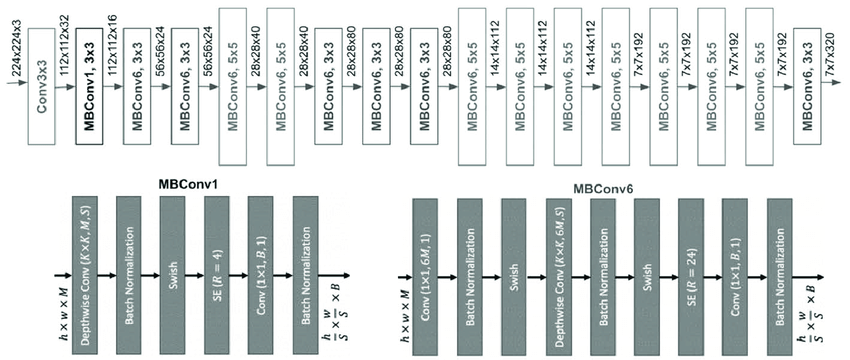 224x224x3
Conv3x3
112x112x32
MBConv1, 3x3
112x112x16
MBConv6, 3x3
56x56x24
MBConv6, 3x3
56x56x24
MBConv6, 5x5
28x28x40
MBConv6, 5x5
28x28x40
MBConv6, 3x3
28x28x80
MBConv6, 3x3
28x28x80
MBConv6, 3x3
28x28x80
MBConv6, 5x5
14x14x112
MBConv6, 5x5
14x14x112
MBConv6, 5x5
14x14x112
MBConv6, 5x5
7x7x192
MBConv6, 5x5
7x7x192
MBConv6, 5x5
7x7x192
MBConv6, 5x5
7x7x192
MBConv6, 3x3
7x7x320
MBConv1
h × w × M
Depthwise Conv (K×K, M, S)
Batch Normalization
Swish
SE (R = 4)
Conv (1×1, B, 1)
Batch Normalization
h/S × w/S × B
MBConv6
h × w × M
Conv (1×1, 6M, 1)
Batch Normalization
Swish
Depthwise Conv (K×K, 6M, S)
Batch Normalization
Swish
SE (R = 24)
Conv (1×1, B, 1)
Batch Normalization
h/S × w/S × B